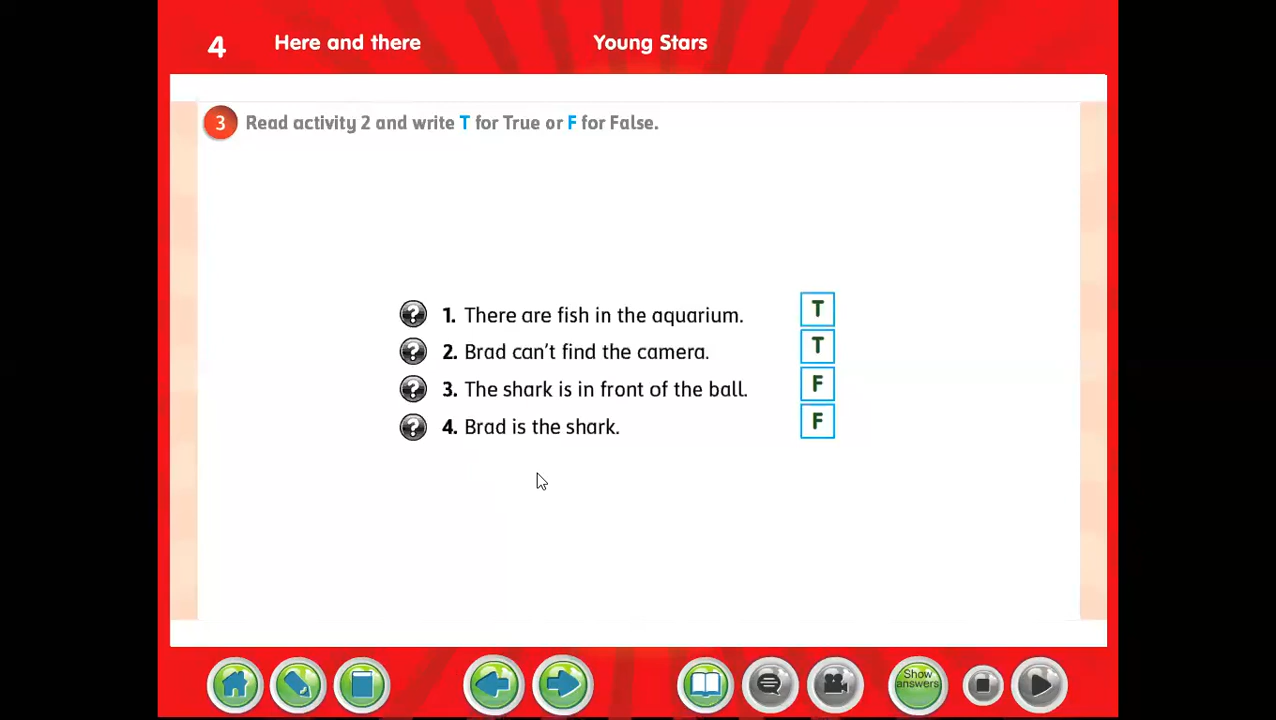 4 Here and there Young Stars
3 Read activity 2 and write T for True or F for False.
? 1. There are fish in the aquarium. T
? 2. Brad can't find the camera. T
? 3. The shark is in front of the ball. F
? 4. Brad is the shark. F
Show
answers